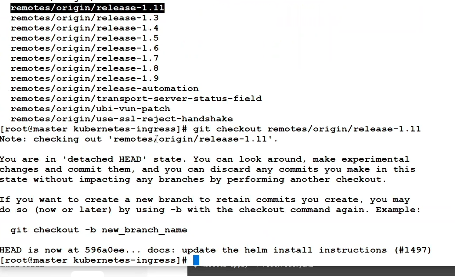 remotes/origin/release-1.11
remotes/origin/release-1.3
remotes/origin/release-1.4
remotes/origin/release-1.5
remotes/origin/release-1.6
remotes/origin/release-1.7
remotes/origin/release-1.8
remotes/origin/release-1.9
remotes/origin/release-automation
remotes/origin/transport-server-status-field
remotes/origin/ubi-vun-patch
remotes/origin/use-ssl-reject-handshake
[root@master kubernetes-ingress]# git checkout remotes/origin/release-1.11
Note: checking out 'remotes/origin/release-1.11'.
You are in 'detached HEAD' state. You can look around, make experimental
changes and commit them, and you can discard any commits you make in this
state without impacting any branches by performing another checkout.
If you want to create a new branch to retain commits you create, you may
do so (now or later) by using -b with the checkout command again. Example:
git checkout -b new_branch_name
HEAD is now at 596a0ee... docs: update the helm install instructions (#1497)
[root@master kubernetes-ingress]#